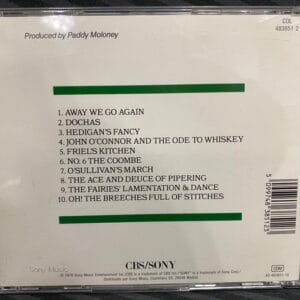 COL
483851 2
Produced by Paddy Moloney
1. AWAY WE GO AGAIN
2. DOCHAS
3. HEDIGAN'S FANCY
4. JOHN O'CONNOR AND THE ODE TO WHISKEY
5. FRIEL'S KITCHEN
6. NO. 6 THE COOMBE
7. O'SULLIVAN'S MARCH
8. THE ACE AND DEUCE OF PIPERING
9. THE FAIRIES' LAMENTATION & DANCE
10. OH! THE BREECHES FULL OF STITCHES
5 099748 385123
Sony Music
CBS/SONY